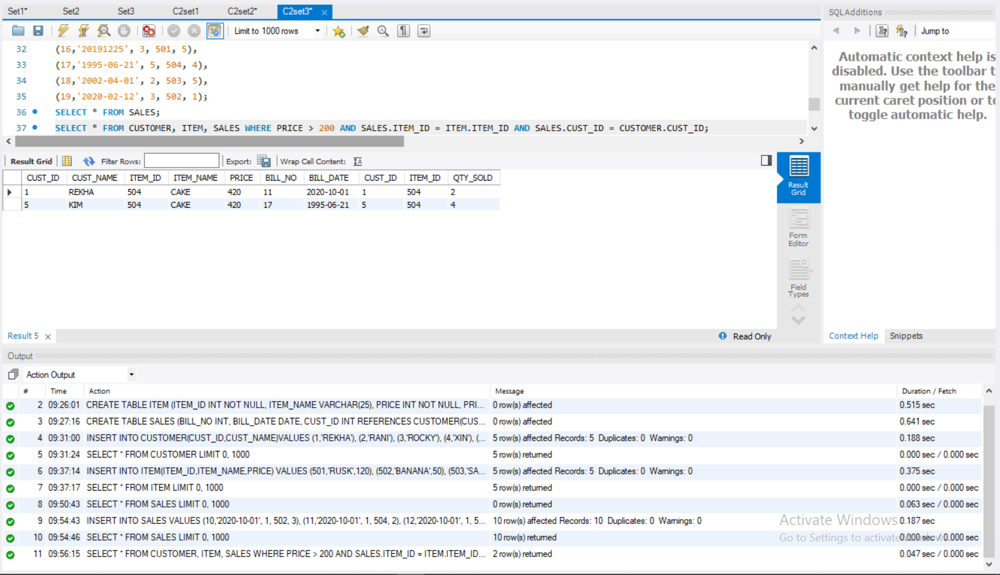 Set1* Set2 Set3 C2set1 C2set2* C2set3*
SQLAdditions
Limit to 1000 rows
Jump to
32 (16,'20191225', 3, 501, 5),
33 (17,'1995-06-21', 5, 504, 4),
34 (18,'2002-04-01', 2, 503, 5),
35 (19,'2020-02-12', 3, 502, 1);
36 SELECT * FROM SALES;
37 SELECT * FROM CUSTOMER, ITEM, SALES WHERE PRICE > 200 AND SALES.ITEM_ID = ITEM.ITEM_ID AND SALES.CUST_ID = CUSTOMER.CUST_ID;
Automatic context help is
disabled. Use the toolbar t
manually get help for the
current caret position or to
toggle automatic help.
Result Grid Filter Rows: Export: Wrap Cell Content:
CUST_ID CUST_NAME ITEM_ID ITEM_NAME PRICE BILL_NO BILL_DATE CUST_ID ITEM_ID QTY_SOLD
1 REKHA 504 CAKE 420 11 2020-10-01 1 504 2
5 KIM 504 CAKE 420 17 1995-06-21 5 504 4
Result
Grid
Form
Editor
Field
Types
Result 5
Read Only
Context Help Snippets
Output
Action Output
# Time Action Message Duration / Fetch
2 09:26:01 CREATE TABLE ITEM (ITEM_ID INT NOT NULL, ITEM_NAME VARCHAR(25), PRICE INT NOT NULL, PRI... 0 row(s) affected 0.515 sec
3 09:27:16 CREATE TABLE SALES (BILL_NO INT, BILL_DATE DATE, CUST_ID INT REFERENCES CUSTOMER(CUS... 0 row(s) affected 0.641 sec
4 09:31:00 INSERT INTO CUSTOMER(CUST_ID,CUST_NAME)VALUES (1,'REKHA'), (2,'RANI'), (3,'ROCKY'), (4,'XIN'), (... 5 row(s) affected Records: 5 Duplicates: 0 Warnings: 0 0.188 sec
5 09:31:24 SELECT * FROM CUSTOMER LIMIT 0, 1000 5 row(s) returned 0.000 sec / 0.000 sec
6 09:37:14 INSERT INTO ITEM(ITEM_ID,ITEM_NAME,PRICE) VALUES (501,'RUSK',120), (502,'BANANA',50), (503,'SA... 5 row(s) affected Records: 5 Duplicates: 0 Warnings: 0 0.375 sec
7 09:37:17 SELECT * FROM ITEM LIMIT 0, 1000 5 row(s) returned 0.000 sec / 0.000 sec
8 09:50:43 SELECT * FROM SALES LIMIT 0, 1000 0 row(s) returned 0.063 sec / 0.000 sec
9 09:54:43 INSERT INTO SALES VALUES (10,'2020-10-01', 1, 502, 3), (11,'2020-10-01', 1, 504, 2), (12,'2020-10-01', 1, 5... 10 row(s) affected Records: 10 Duplicates: 0 Warnings: 0 0.187 sec
10 09:54:46 SELECT * FROM SALES LIMIT 0, 1000 10 row(s) returned 0.000 sec / 0.000 sec
11 09:56:15 SELECT * FROM CUSTOMER, ITEM, SALES WHERE PRICE > 200 AND SALES.ITEM_ID = ITEM.ITEM_ID... 2 row(s) returned 0.047 sec / 0.000 sec
Activate Windows
Go to Settings to activate Windows.